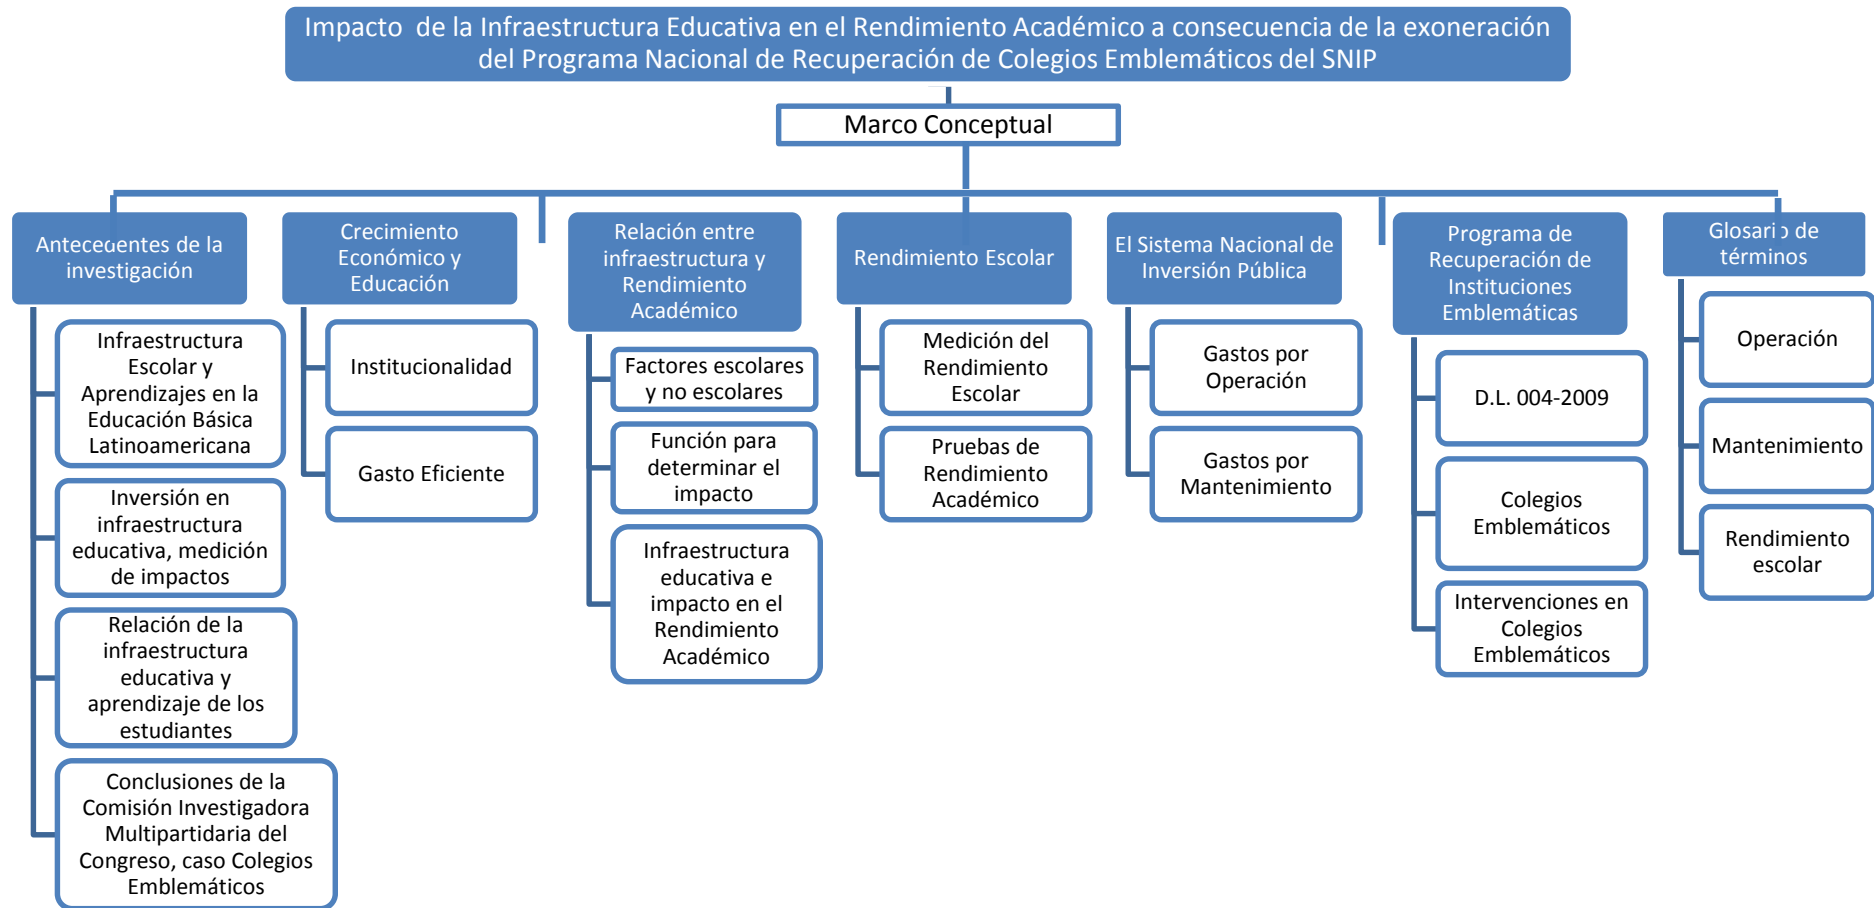 Impacto de la Infraestructura Educativa en el Rendimiento Académico a consecuencia de la exoneración
del Programa Nacional de Recuperación de Colegios Emblemáticos del SNIP
Marco Conceptual
Antecedentes de la
investigación
Infraestructura
Escolar y
Aprendizajes en la
Educación Básica
Latinoamericana
Inversión en
infraestructura
educativa, medición
de impactos
Relación de la
infraestructura
educativa y
aprendizaje de los
estudiantes
Conclusiones de la
Comisión Investigadora
Multipartidaria del
Congreso, caso Colegios
Emblemáticos
Crecimiento
Económico y
Educación
Institucionalidad
Gasto Eficiente
Relación entre
infraestructura y
Rendimiento
Académico
Factores escolares
y no escolares
Función para
determinar el
impacto
Infraestructura
educativa e
impacto en el
Rendimiento
Académico
Rendimiento Escolar
Medición del
Rendimiento
Escolar
Pruebas de
Rendimiento
Académico
El Sistema Nacional de
Inversión Pública
Gastos por
Operación
Gastos por
Mantenimiento
Programa de
Recuperación de
Instituciones
Emblemáticas
D.L. 004-2009
Colegios
Emblemáticos
Intervenciones en
Colegios
Emblemáticos
Glosario de
términos
Operación
Mantenimiento
Rendimiento
escolar